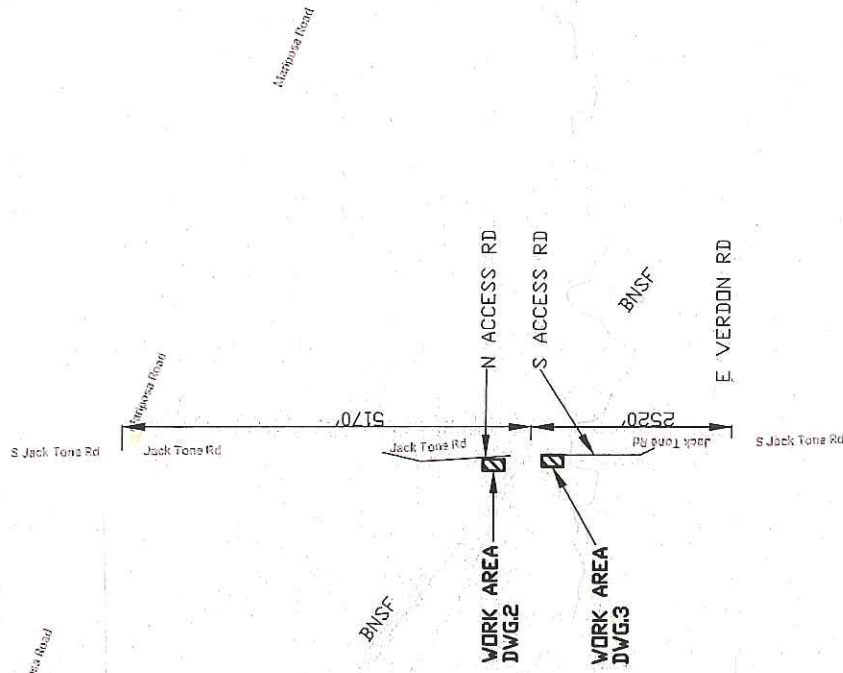 Mariposa Road
N ACCESS RD
S ACCESS RD
BNSF
E VERDON RD
Mariposa Road
5170'
2520'
S Jack Tone Rd
Jack Tone Rd
Jack Tone Rd
Jack Tone Rd
S Jack Tone Rd
WORK AREA
DWG.2
WORK AREA
DWG.3
BNSF
Road